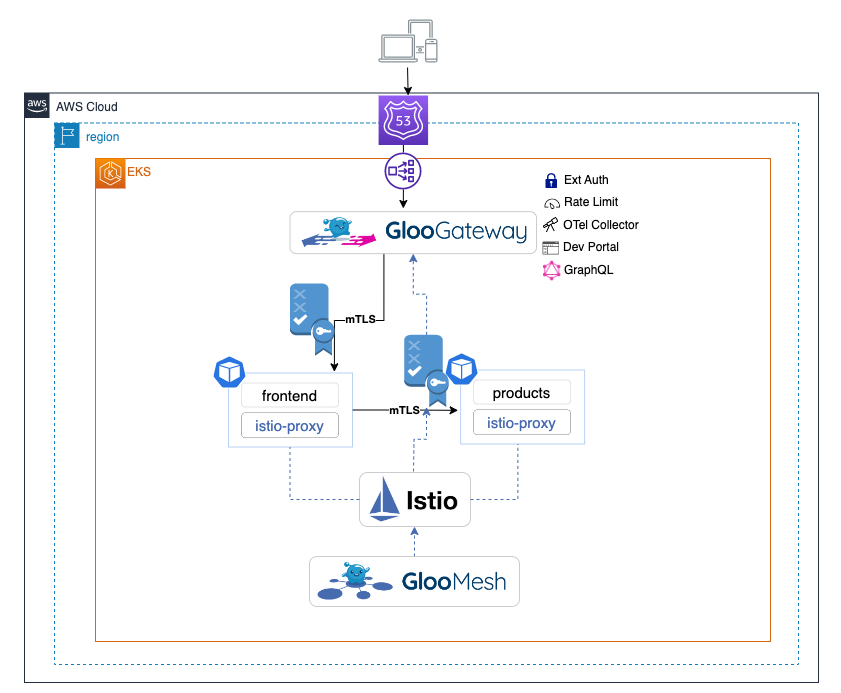 aws
AWS Cloud
53
region
EKS
Ext Auth
Rate Limit
GlooGateway
OTel Collector
Dev Portal
GraphQL
mTLS
frontend
products
mTLS
istio-proxy
istio-proxy
Istio
GlooMesh